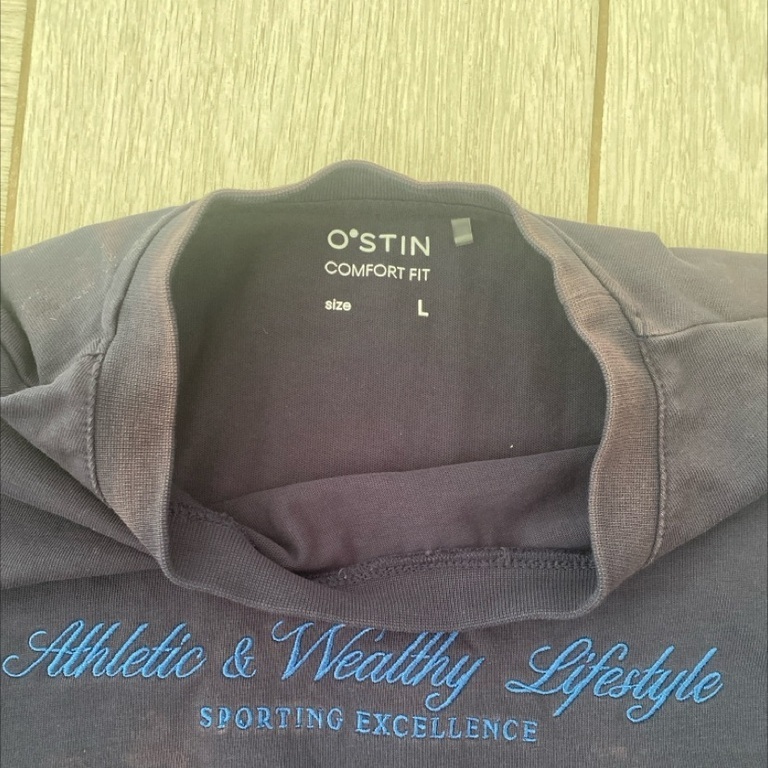 O'STIN
COMFORT FIT
size L
Athletic & Wealthy Lifestyle
SPORTING EXCELLENCE